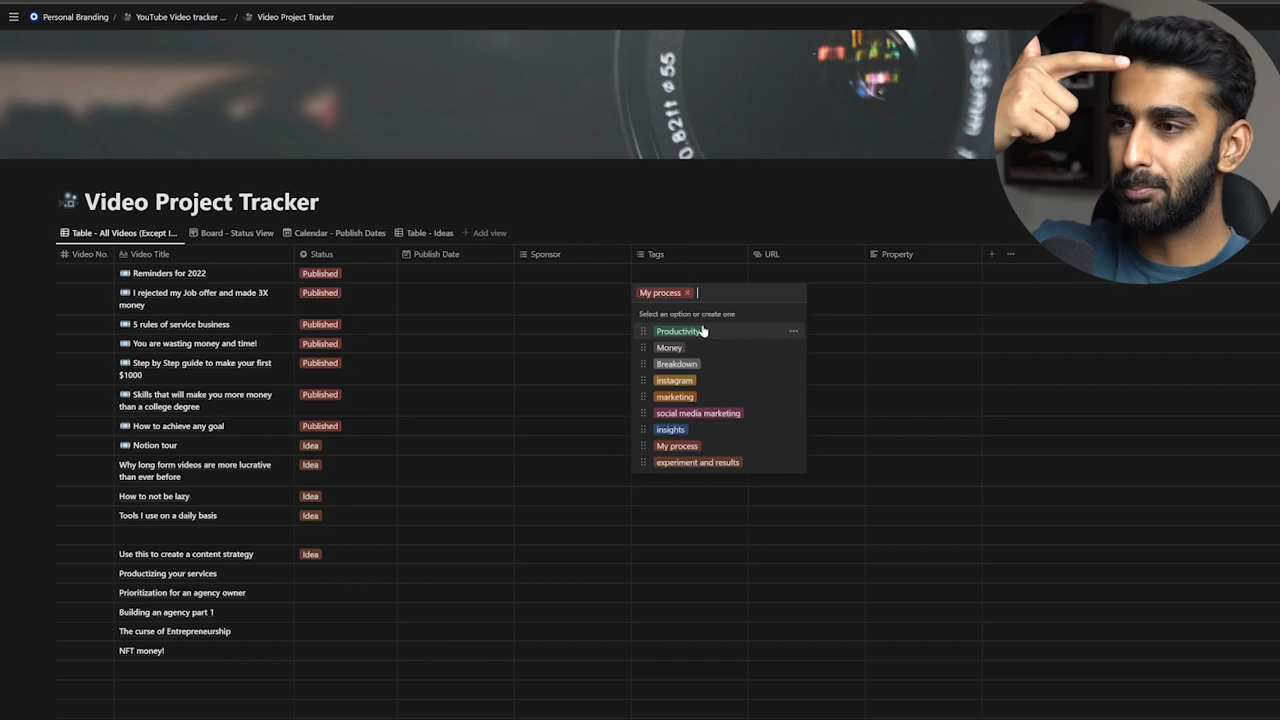 Personal Branding / YouTube Video tracker ... / Video Project Tracker
0.82ft ø55
Video Project Tracker
Table - All Videos (Except I... Board - Status View Calendar - Publish Dates Table - Ideas + Add view
# Video No. Aa Video Title Status Publish Date Sponsor Tags URL Property + ...
Reminders for 2022 Published
I rejected my Job offer and made 3X Published My process ×
money
Select an option or create one
5 rules of service business Published
Productivity ...
You are wasting money and time! Published
Money
Step by Step guide to make your first Published
Breakdown
$1000
instagram
Skills that will make you more money Published
marketing
than a college degree
social media marketing
How to achieve any goal Published
insights
Notion tour Idea
My process
Why long form videos are more lucrative Idea
experiment and results
than ever before
How to not be lazy Idea
Tools I use on a daily basis Idea
Use this to create a content strategy Idea
Productizing your services
Prioritization for an agency owner
Building an agency part 1
The curse of Entrepreneurship
NFT money!